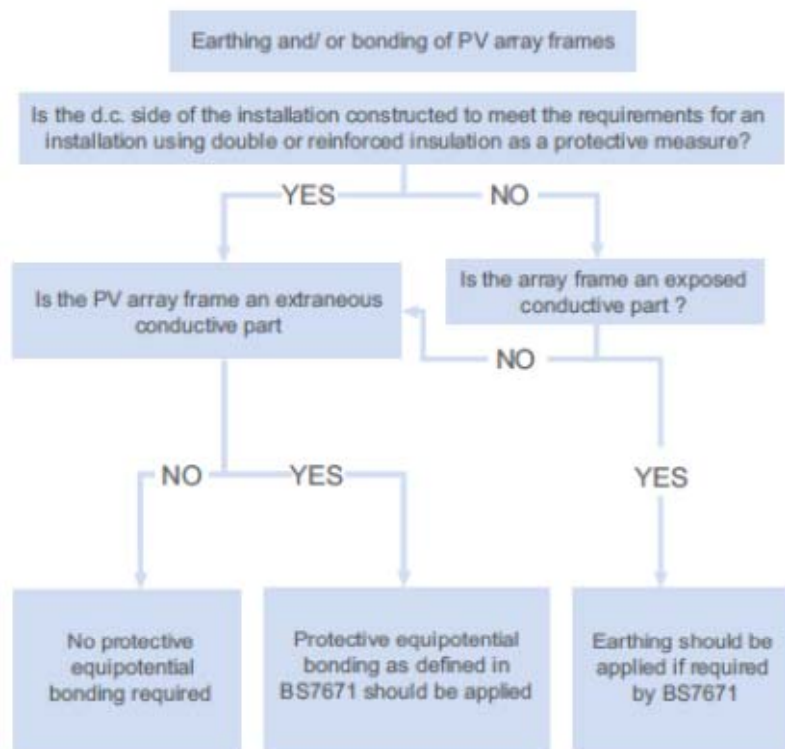 Earthing and/ or bonding of PV array frames
Is the d.c. side of the installation constructed to meet the requirements for an
installation using double or reinforced insulation as a protective measure?
YES
NO
Is the PV array frame an extraneous
conductive part
Is the array frame an exposed
conductive part ?
NO
NO
YES
YES
No protective
equipotential
bonding required
Protective equipotential
bonding as defined in
BS7671 should be applied
Earthing should be
applied if required
by BS7671